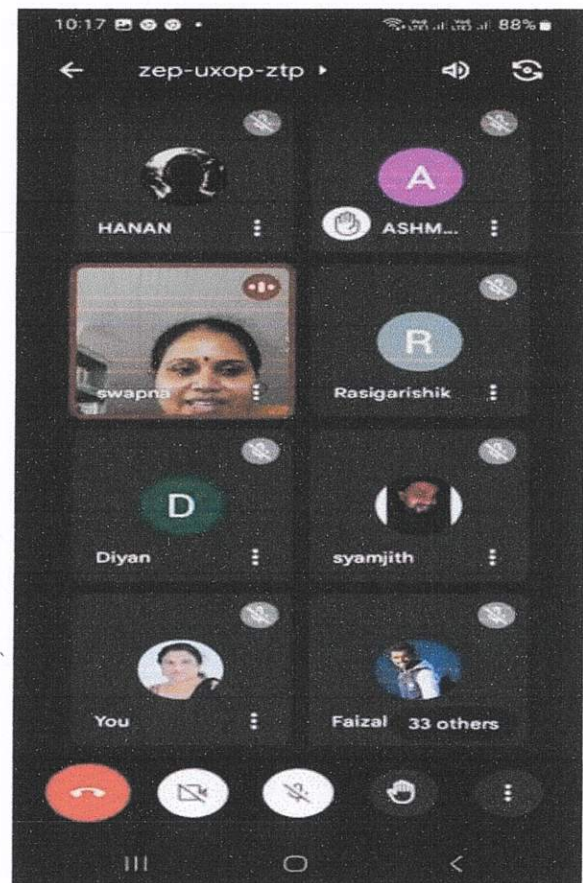 10:17 88%
zep-uxop-ztp
A
HANAN ASHM...
R
swapna Rasigarishik
D
Diyan syamjith
You Faizal 33 others